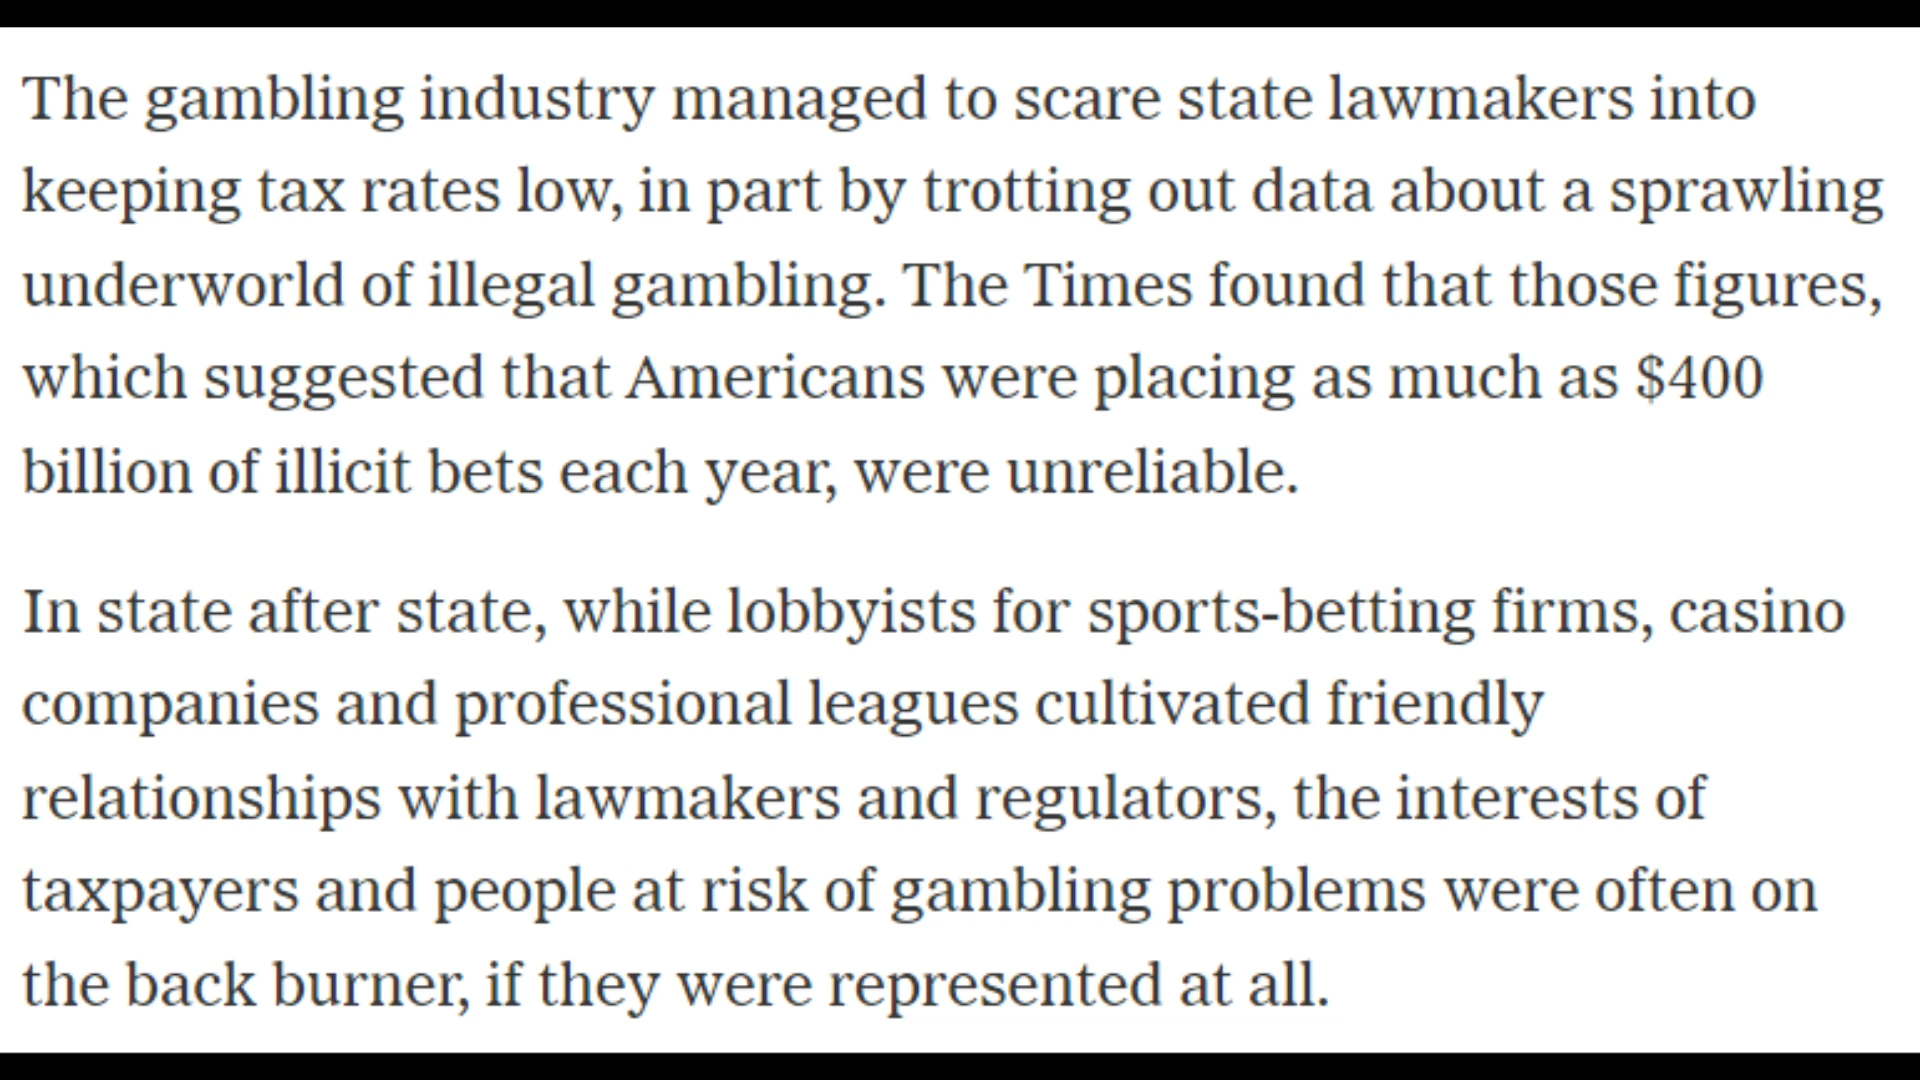 The gambling industry managed to scare state lawmakers into
keeping tax rates low, in part by trotting out data about a sprawling
underworld of illegal gambling. The Times found that those figures,
which suggested that Americans were placing as much as $400
billion of illicit bets each year, were unreliable.
In state after state, while lobbyists for sports-betting firms, casino
companies and professional leagues cultivated friendly
relationships with lawmakers and regulators, the interests of
taxpayers and people at risk of gambling problems were often on
the back burner, if they were represented at all.